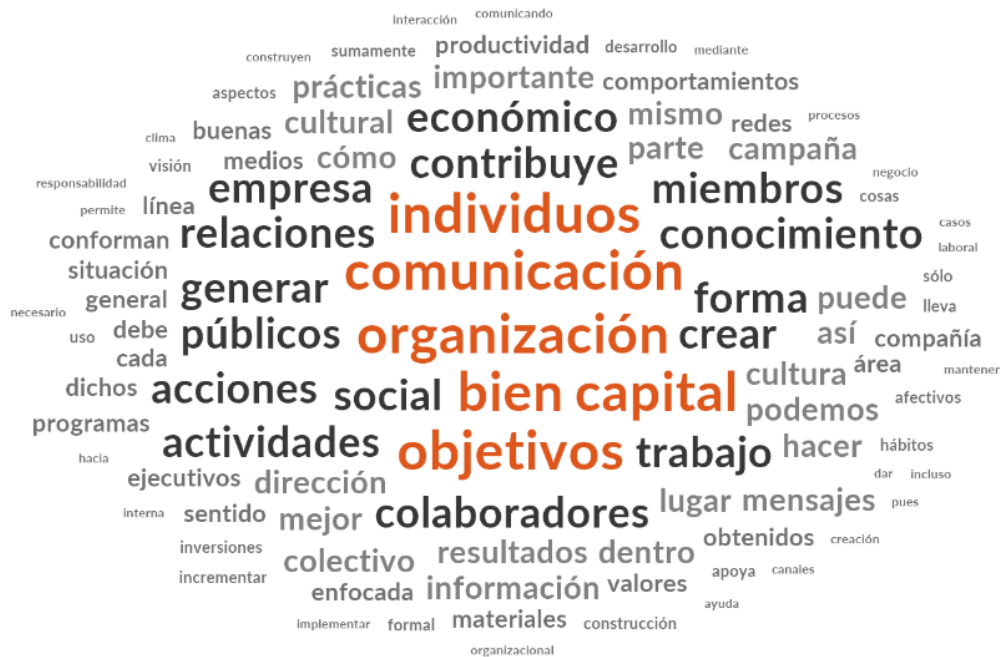 interacción comunicando
construyen sumamente productividad desarrollo mediante
aspectos prácticas importante comportamientos
clima buenas cultural económico mismo redes procesos
visión medios cómo contribuye parte campaña
responsabilidad empresa individuos miembros negocio
permite línea cosas
conforman relaciones conocimiento casos
laboral
situación comunicación sólo
necesario general generar forma puede lleva
uso debe públicos organización crear así compañía
cada
dichos acciones social bien capital cultura área mantener
programas podemos afectivos
hacia actividades objetivos trabajo hacer hábitos
ejecutivos dirección dar incluso
interna sentido mejor colaboradores lugar mensajes pues
inversiones colectivo resultados dentro obtenidos creación
incrementar enfocada información valores apoya canales
implementar formal materiales construcción ayuda
organizacional